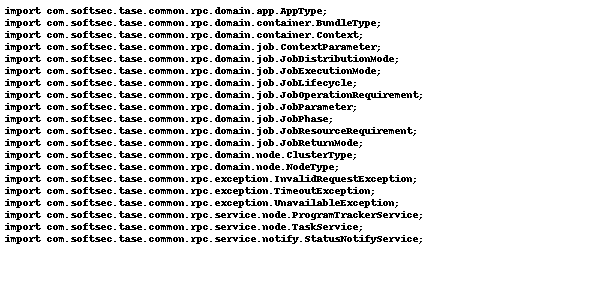 import com.softsec.tase.common.rpc.domain.app.AppType;
import com.softsec.tase.common.rpc.domain.container.BundleType;
import com.softsec.tase.common.rpc.domain.container.Context;
import com.softsec.tase.common.rpc.domain.job.ContextParameter;
import com.softsec.tase.common.rpc.domain.job.JobDistributionMode;
import com.softsec.tase.common.rpc.domain.job.JobExecutionMode;
import com.softsec.tase.common.rpc.domain.job.JobLifecycle;
import com.softsec.tase.common.rpc.domain.job.JobOperationRequirement;
import com.softsec.tase.common.rpc.domain.job.JobParameter;
import com.softsec.tase.common.rpc.domain.job.JobPhase;
import com.softsec.tase.common.rpc.domain.job.JobResourceRequirement;
import com.softsec.tase.common.rpc.domain.job.JobReturnMode;
import com.softsec.tase.common.rpc.domain.node.ClusterType;
import com.softsec.tase.common.rpc.domain.node.NodeType;
import com.softsec.tase.common.rpc.exception.InvalidRequestException;
import com.softsec.tase.common.rpc.exception.TimeoutException;
import com.softsec.tase.common.rpc.exception.UnavailableException;
import com.softsec.tase.common.rpc.service.node.ProgramTrackerService;
import com.softsec.tase.common.rpc.service.node.TaskService;
import com.softsec.tase.common.rpc.service.notify.StatusNotifyService;